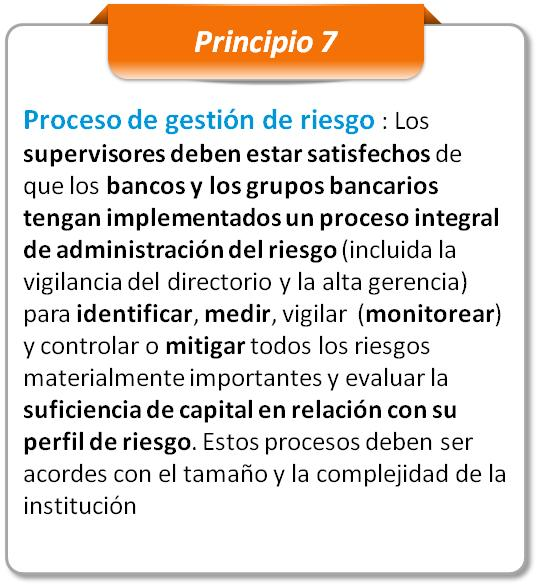 Principio 7
Proceso de gestión de riesgo : Los
supervisores deben estar satisfechos de
que los bancos y los grupos bancarios
tengan implementados un proceso integral
de administración del riesgo (incluida la
vigilancia del directorio y la alta gerencia)
para identificar, medir, vigilar (monitorear)
y controlar o mitigar todos los riesgos
materialmente importantes y evaluar la
suficiencia de capital en relación con su
perfil de riesgo. Estos procesos deben ser
acordes con el tamaño y la complejidad de la
institución